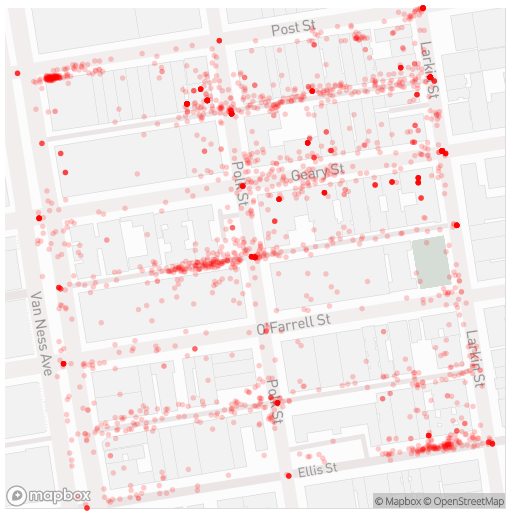 Post St
Larkin St
Polk St
Geary St
Van Ness Ave
O'Farrell St
Larkin St
Polk St
Ellis St
mapbox
© Mapbox © OpenStreetMap